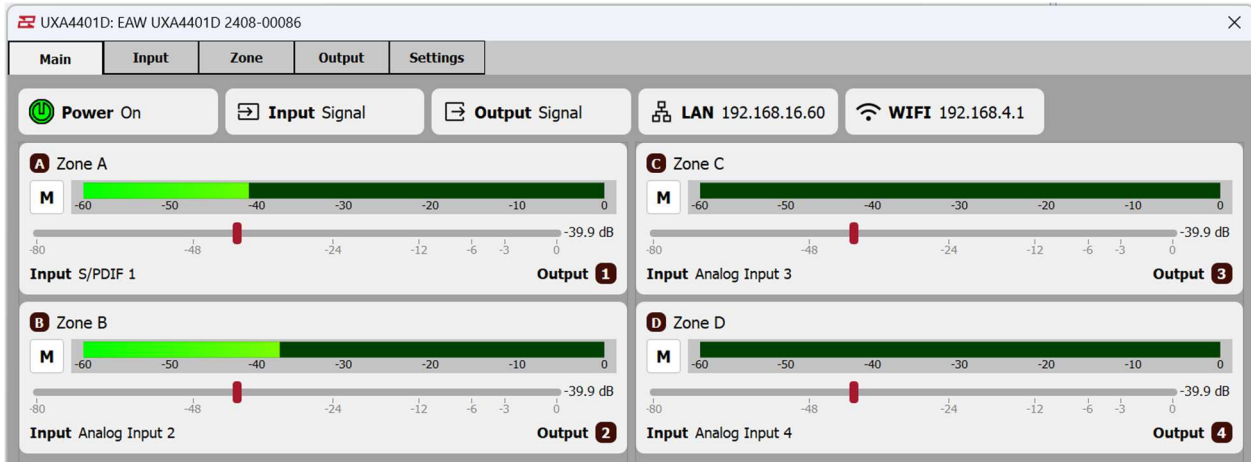 UXA4401D: EAW UXA4401D 2408-00086
Main Input Zone Output Settings
Power On Input Signal Output Signal LAN 192.168.16.60 WIFI 192.168.4.1
A Zone A
M
-60 -50 -40 -30 -20 -10 0
-39.9 dB
-80 -48 -24 -12 -6 -3 0
Input S/PDIF 1 Output 1
C Zone C
M
-60 -50 -40 -30 -20 -10 0
-39.9 dB
-80 -48 -24 -12 -6 -3 0
Input Analog Input 3 Output 3
B Zone B
M
-60 -50 -40 -30 -20 -10 0
-39.9 dB
-80 -48 -24 -12 -6 -3 0
Input Analog Input 2 Output 2
D Zone D
M
-60 -50 -40 -30 -20 -10 0
-39.9 dB
-80 -48 -24 -12 -6 -3 0
Input Analog Input 4 Output 4